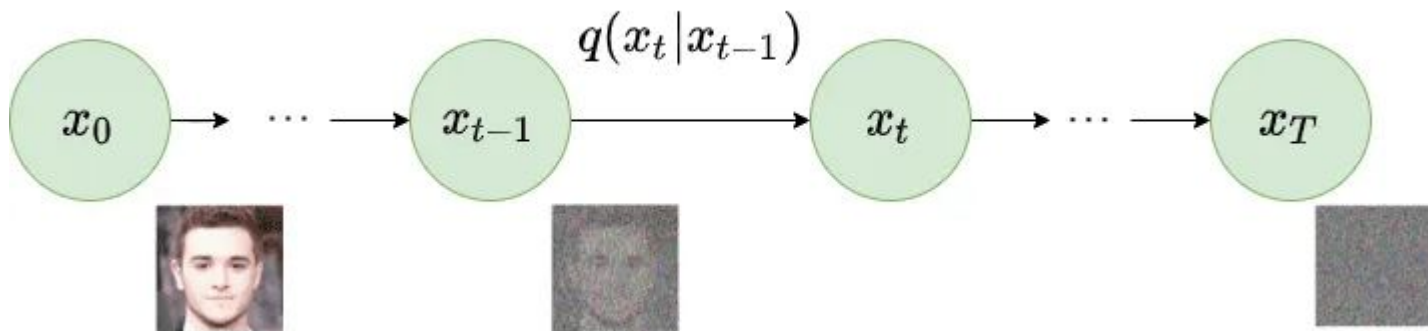 q(x_t|x_{t-1})
x_0 ··· x_{t-1} x_t ··· x_T